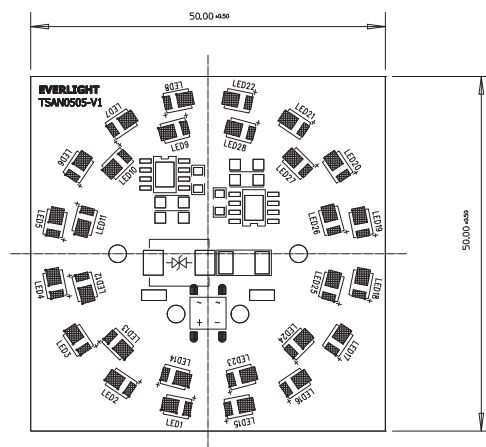 50.00 ±0.50
EVERLIGHT
TSAN0505-V1
LED8
LED22
LED7
LED21
LED9
LED28
LED6
LED10
LED27
LED20
LED5
LED11
LED26
LED19
50.00 ±0.50
LED4
LED12
LED25
LED18
~ ~
+ -
LED3
LED13
LED24
LED17
LED14
LED23
LED2
LED16
LED1
LED15